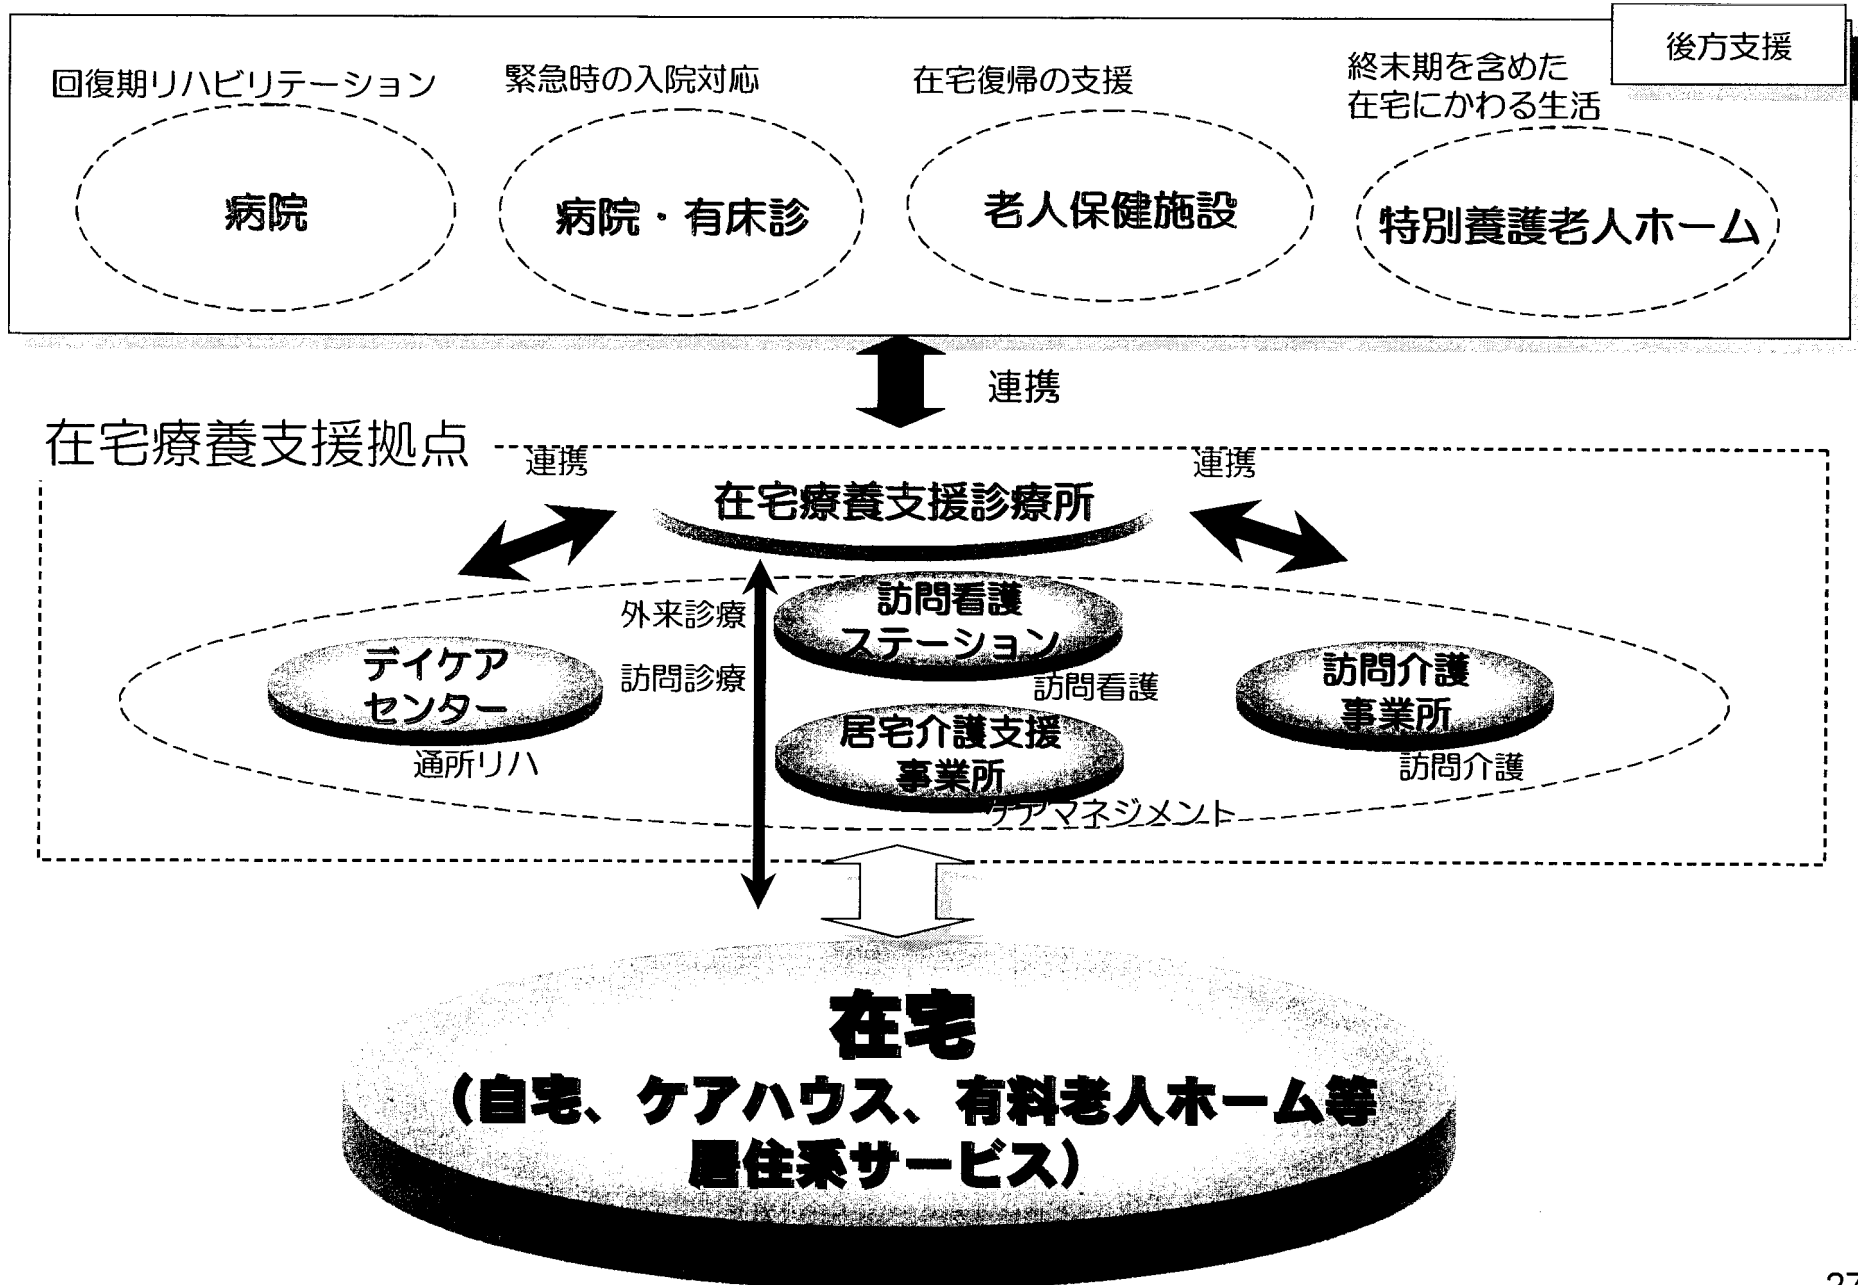 後方支援
回復期リハビリテーション
緊急時の入院対応
在宅復帰の支援
終末期を含めた
在宅にかわる生活
病院
病院・有床診
老人保健施設
特別養護老人ホーム
連携
在宅療養支援拠点
連携
連携
在宅療養支援診療所
外来診療
訪問診療
訪問看護
ステーション
訪問看護
デイケア
センター
通所リハ
居宅介護支援
事業所
ケアマネジメント
訪問介護
事業所
訪問介護
在宅
（自宅、ケアハウス、有料老人ホーム等
居住系サービス）
27